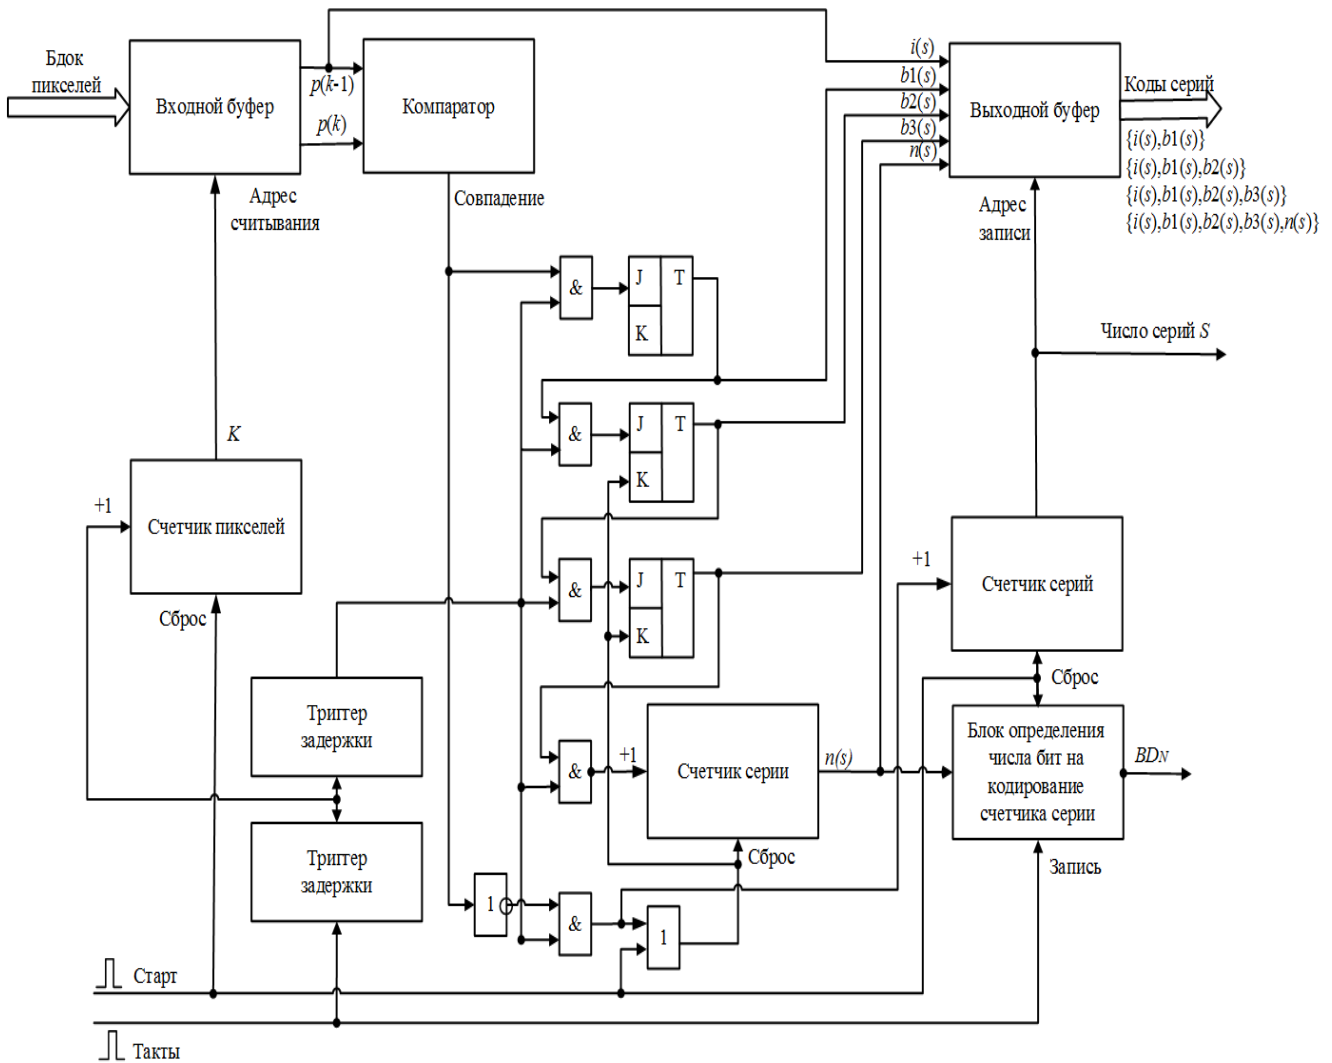 Бдок
пикселей
Входной буфер
p(k-1)
p(k)
Компаратор
i(s)
b1(s)
b2(s)
b3(s)
n(s)
Выходной буфер
Коды серий
{i(s),b1(s)}
{i(s),b1(s),b2(s)}
{i(s),b1(s),b2(s),b3(s)}
{i(s),b1(s),b2(s),b3(s),n(s)}
Адрес
считывания
Совпадение
Адрес
записи
&
J T
K
Число серий S
K
&
J T
K
+1
Счетчик пикселей
Сброс
&
J T
K
+1
Счетчик серий
Сброс
Триггер
задержки
&
+1
Счетчик серии
n(s)
Блок определения
числа бит на
кодирование
счетчика серии
BDN
Триггер
задержки
Сброс
Запись
1
&
1
Старт
Такты